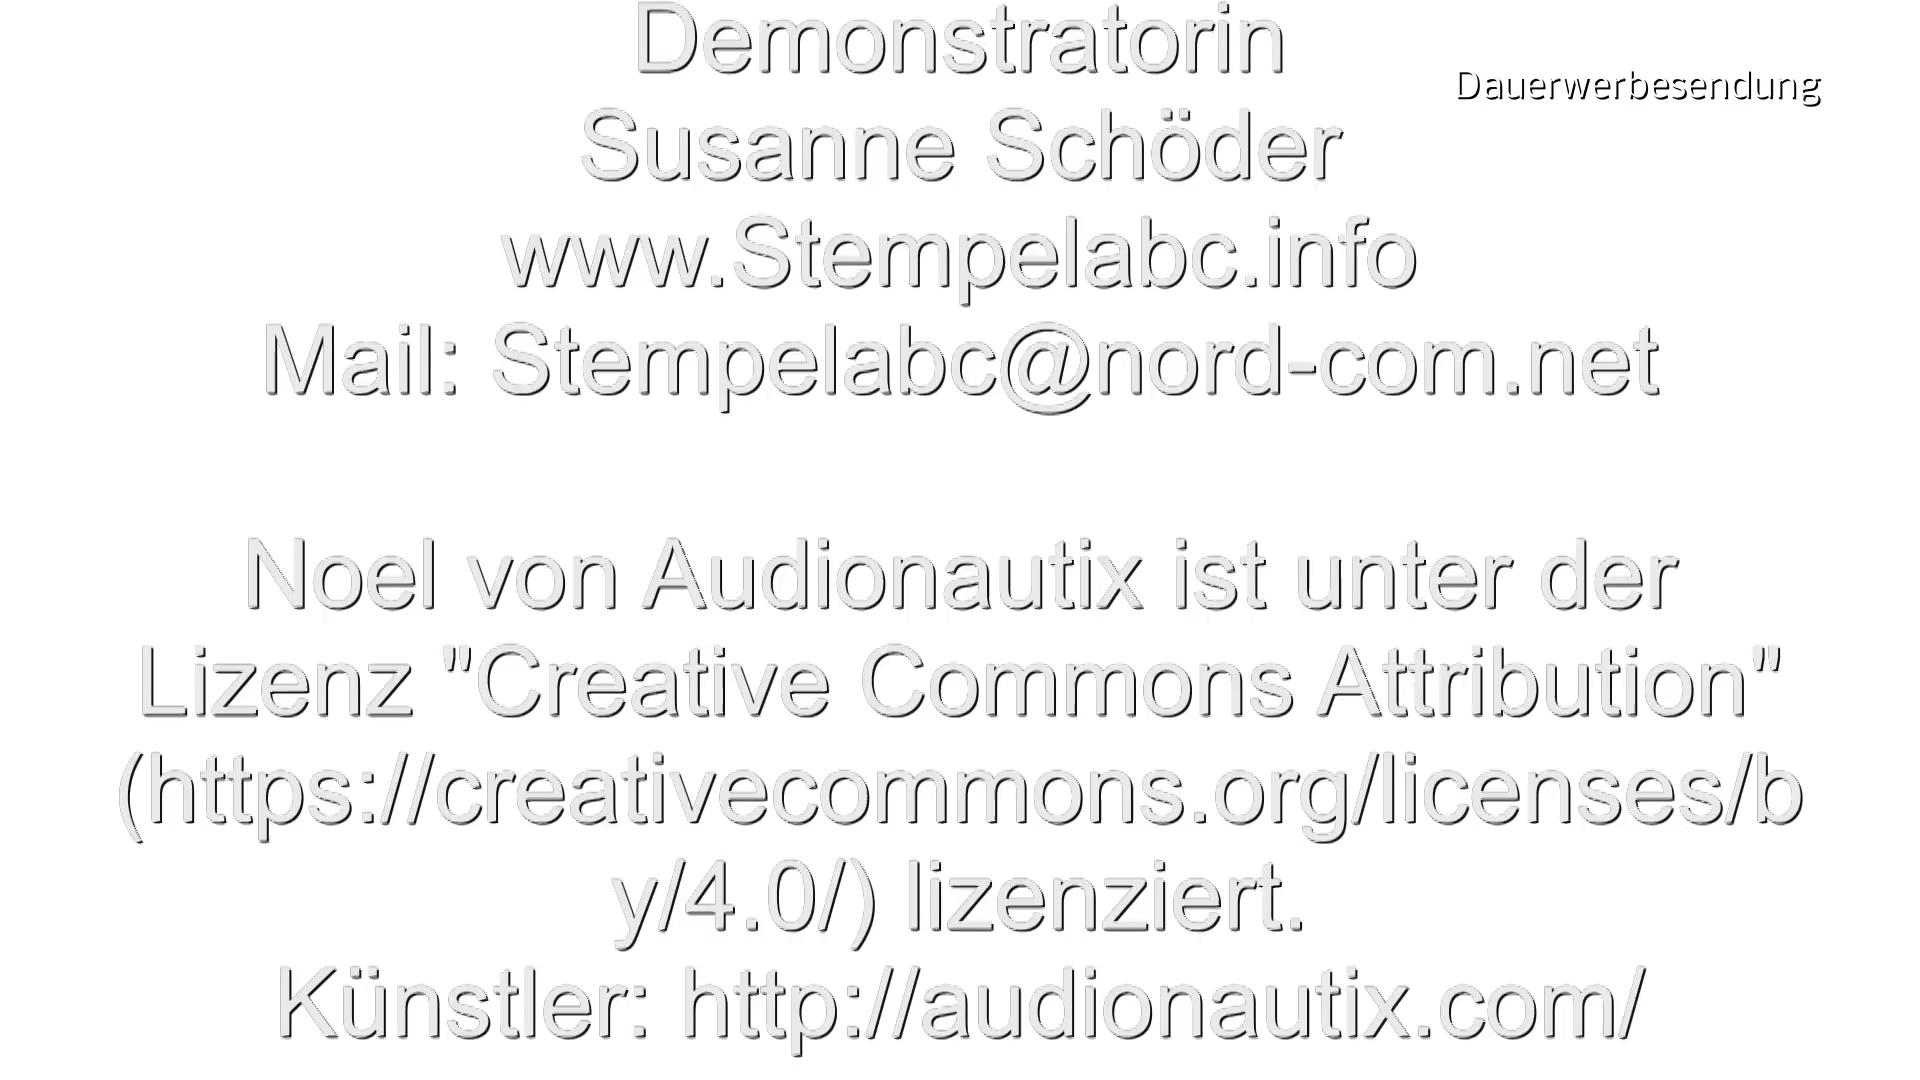 Demonstratorin
Dauerwerbesendung
Susanne Schöder
www.Stempelabc.info
Mail: Stempelabc@nord-com.net
Noel von Audionautix ist unter der
Lizenz "Creative Commons Attribution"
(https://creativecommons.org/licenses/b
y/4.0/) lizenziert.
Künstler: http://audionautix.com/